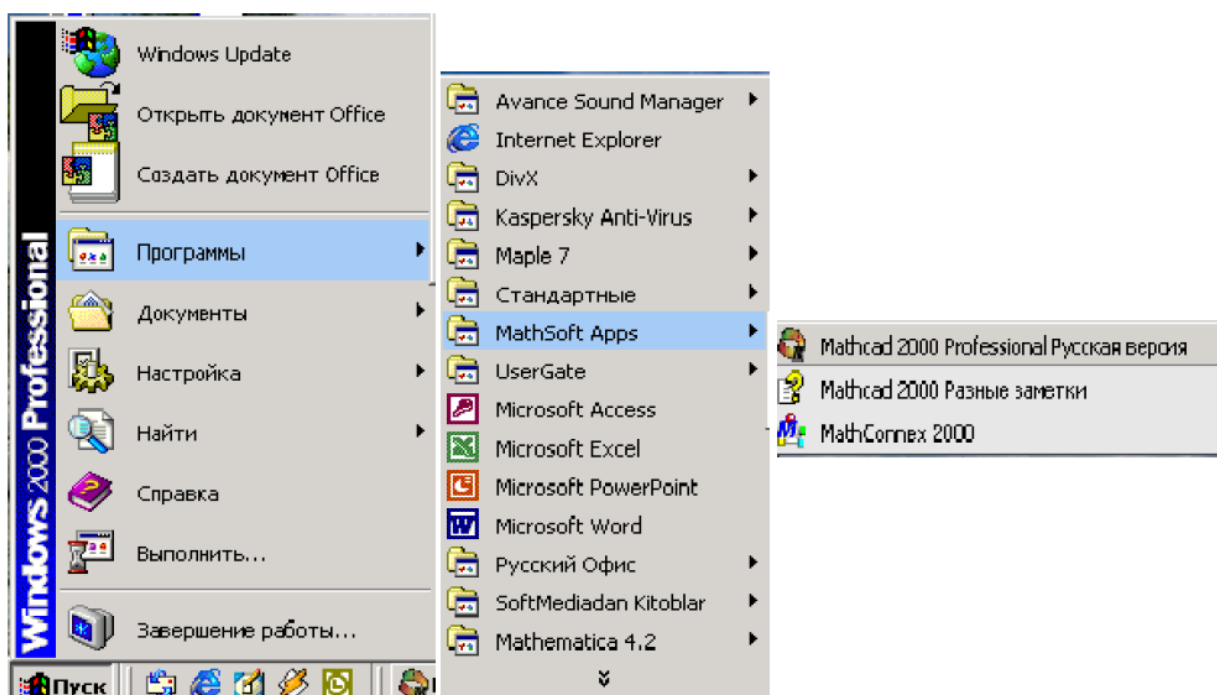 Windows Update
Открыть документ Office
Создать документ Office
Программы
Документы
Настройка
Найти
Справка
Выполнить...
Завершение работы...
Windows 2000 Professional
Пуск
Avance Sound Manager
Internet Explorer
DivX
Kaspersky Anti-Virus
Maple 7
Стандартные
MathSoft Apps
UserGate
Microsoft Access
Microsoft Excel
Microsoft PowerPoint
Microsoft Word
Русский Офис
SoftMediadan Kitoblar
Mathematica 4.2
Mathcad 2000 Professional Русская версия
Mathcad 2000 Разные заметки
MathConnex 2000